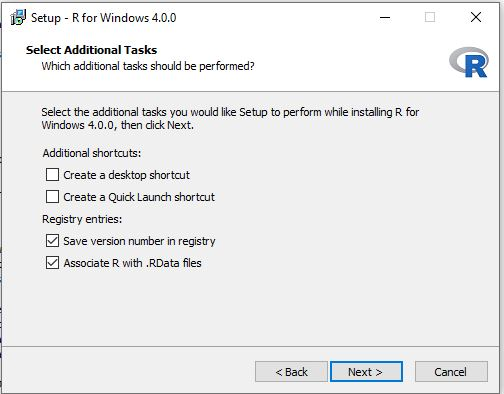 Setup - R for Windows 4.0.0
Select Additional Tasks
Which additional tasks should be performed?
R
Select the additional tasks you would like Setup to perform while installing R for
Windows 4.0.0, then click Next.
Additional shortcuts:
Create a desktop shortcut
Create a Quick Launch shortcut
Registry entries:
Save version number in registry
Associate R with .RData files
< Back
Next >
Cancel